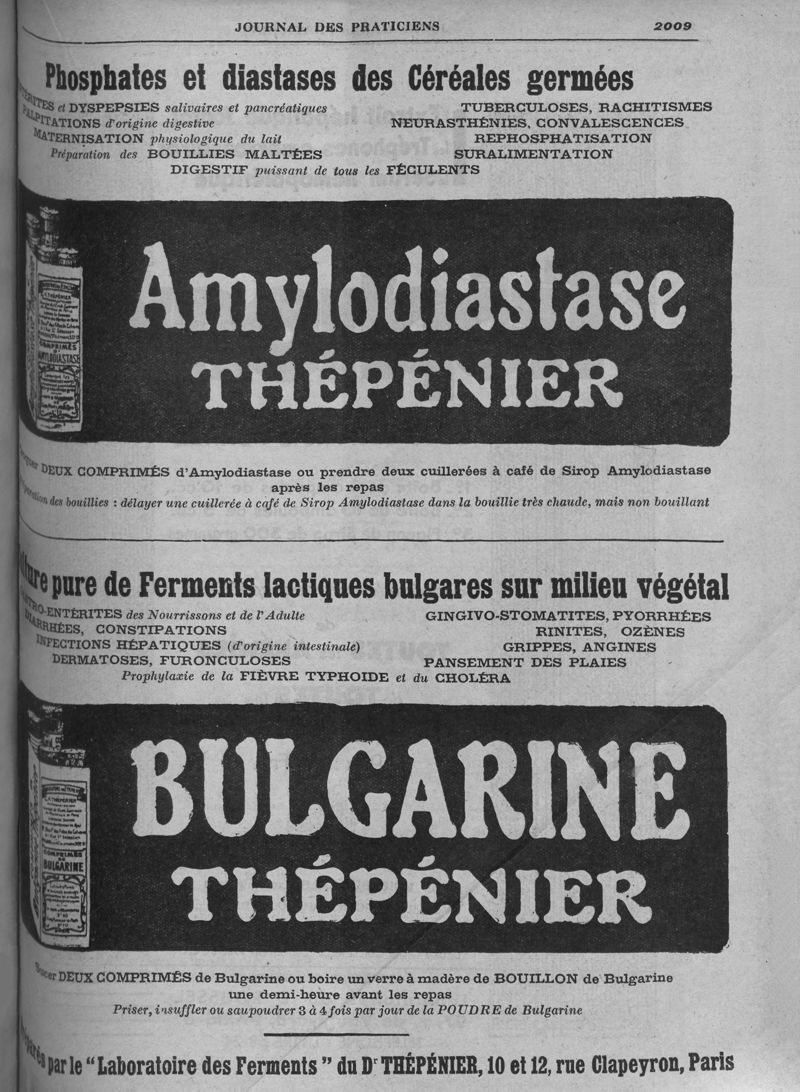 JOURNAL DES PRATICIENS 2009
Phosphates et diastases des Céréales germées
et DYSPEPSIES salivaires et pancréatiques
TUBERCULOSES, RACHITISMES
PALPITATIONS d'origine digestive
NEURASTHÉNIES, CONVALESCENCES
MATERNISATION physiologique du lait
REPHOSPHATISATION
Préparation des BOUILLIES MALTÉES
SURALIMENTATION
DIGESTIF puissant de tous les FÉCULENTS
Amylodiastase
THÉPÉNIER
COMPRIMÉS
AMYLODIASTASE
DEUX COMPRIMÉS d'Amylodiastase ou prendre deux cuillerées à café de Sirop Amylodiastase
après les repas
des bouillies : délayer une cuillerée à café de Sirop Amylodiastase dans la bouillie très chaude, mais non bouillant
pure de Ferments lactiques bulgares sur milieu végétal
ENTÉRITES des Nourrissons et de l'Adulte
GINGIVO-STOMATITES, PYORRHÉES
DIARRHÉES, CONSTIPATIONS
RINITES, OZÈNES
INFECTIONS HÉPATIQUES (d'origine intestinale)
GRIPPES, ANGINES
DERMATOSES, FURONCULOSES
PANSEMENT DES PLAIES
Prophylaxie de la FIÈVRE TYPHOIDE et du CHOLÉRA
BULGARINE
THÉPÉNIER
COMPRIMÉS
BULGARINE
DEUX COMPRIMÉS de Bulgarine ou boire un verre à madère de BOUILLON de Bulgarine
une demi-heure avant les repas
Priser, insuffler ou saupoudrer 3 à 4 fois par jour de la POUDRE de Bulgarine
par le "Laboratoire des Ferments" du Dr THÉPÉNIER, 10 et 12, rue Clapeyron, Paris